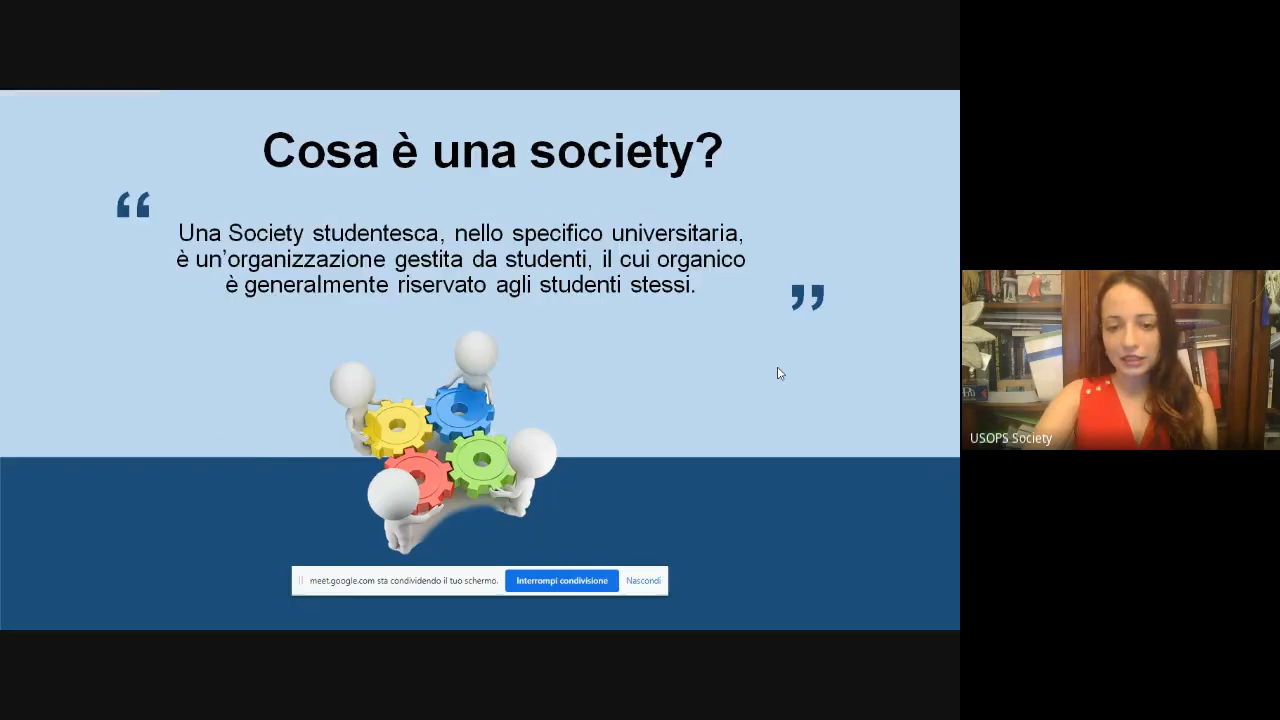 Cosa è una society?
“
Una Society studentesca, nello specifico universitaria,
è un’organizzazione gestita da studenti, il cui organico
è generalmente riservato agli studenti stessi.
”
meet.google.com sta condividendo il tuo schermo.
Interrompi condivisione
Nascondi
USOPS Society